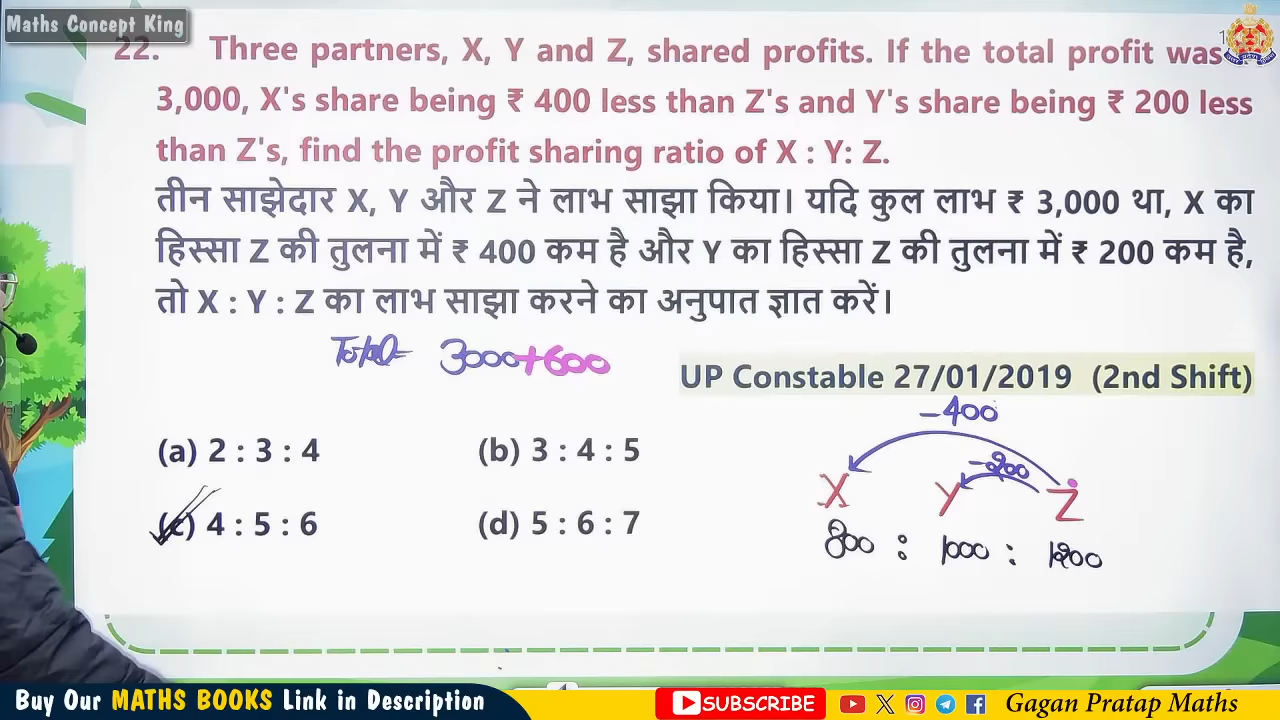 Maths Concept King
22. Three partners, X, Y and Z, shared profits. If the total profit was
3,000, X's share being ₹ 400 less than Z's and Y's share being ₹ 200 less
than Z's, find the profit sharing ratio of X : Y: Z.
तीन साझेदार X, Y और Z ने लाभ साझा किया। यदि कुल लाभ ₹ 3,000 था, X का
हिस्सा Z की तुलना में ₹ 400 कम है और Y का हिस्सा Z की तुलना में ₹ 200 कम है,
तो X : Y : Z का लाभ साझा करने का अनुपात ज्ञात करें।
Total= 3000+600
UP Constable 27/01/2019 (2nd Shift)
-400
(a) 2 : 3 : 4 (b) 3 : 4 : 5
-200
X Y Z
(c) 4 : 5 : 6 (d) 5 : 6 : 7
800 : 1000 : 1200
Buy Our MATHS BOOKS Link in Description
SUBSCRIBE
Gagan Pratap Maths